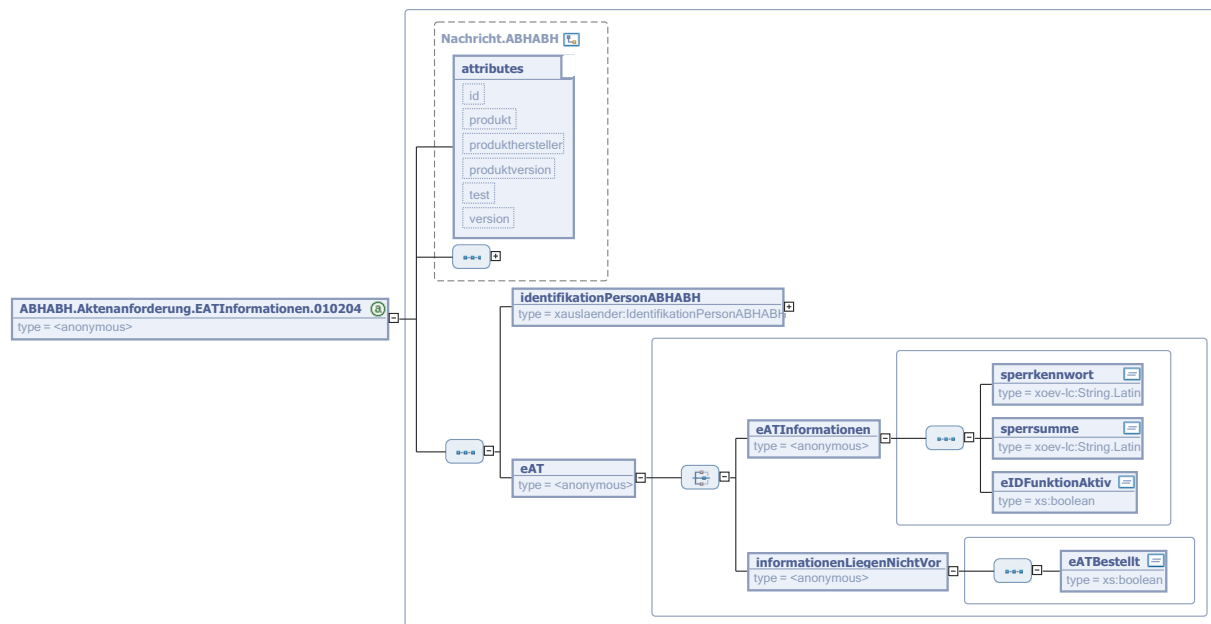 Nachricht.ABHABH
attributes
id
produkt
produkthersteller
produktversion
test
version
ABHABH.Aktenanforderung.EATInformationen.010204 a
type = <anonymous>
identifikationPersonABHABH
type = xauslaender:IdentifikationPersonABHABH
eAT
type = <anonymous>
eATInformationen
type = <anonymous>
sperrkennwort
type = xoev-lc:String.Latin
sperrsumme
type = xoev-lc:String.Latin
eIDFunktionAktiv
type = xs:boolean
informationenLiegenNichtVor
type = <anonymous>
eATBestellt
type = xs:boolean